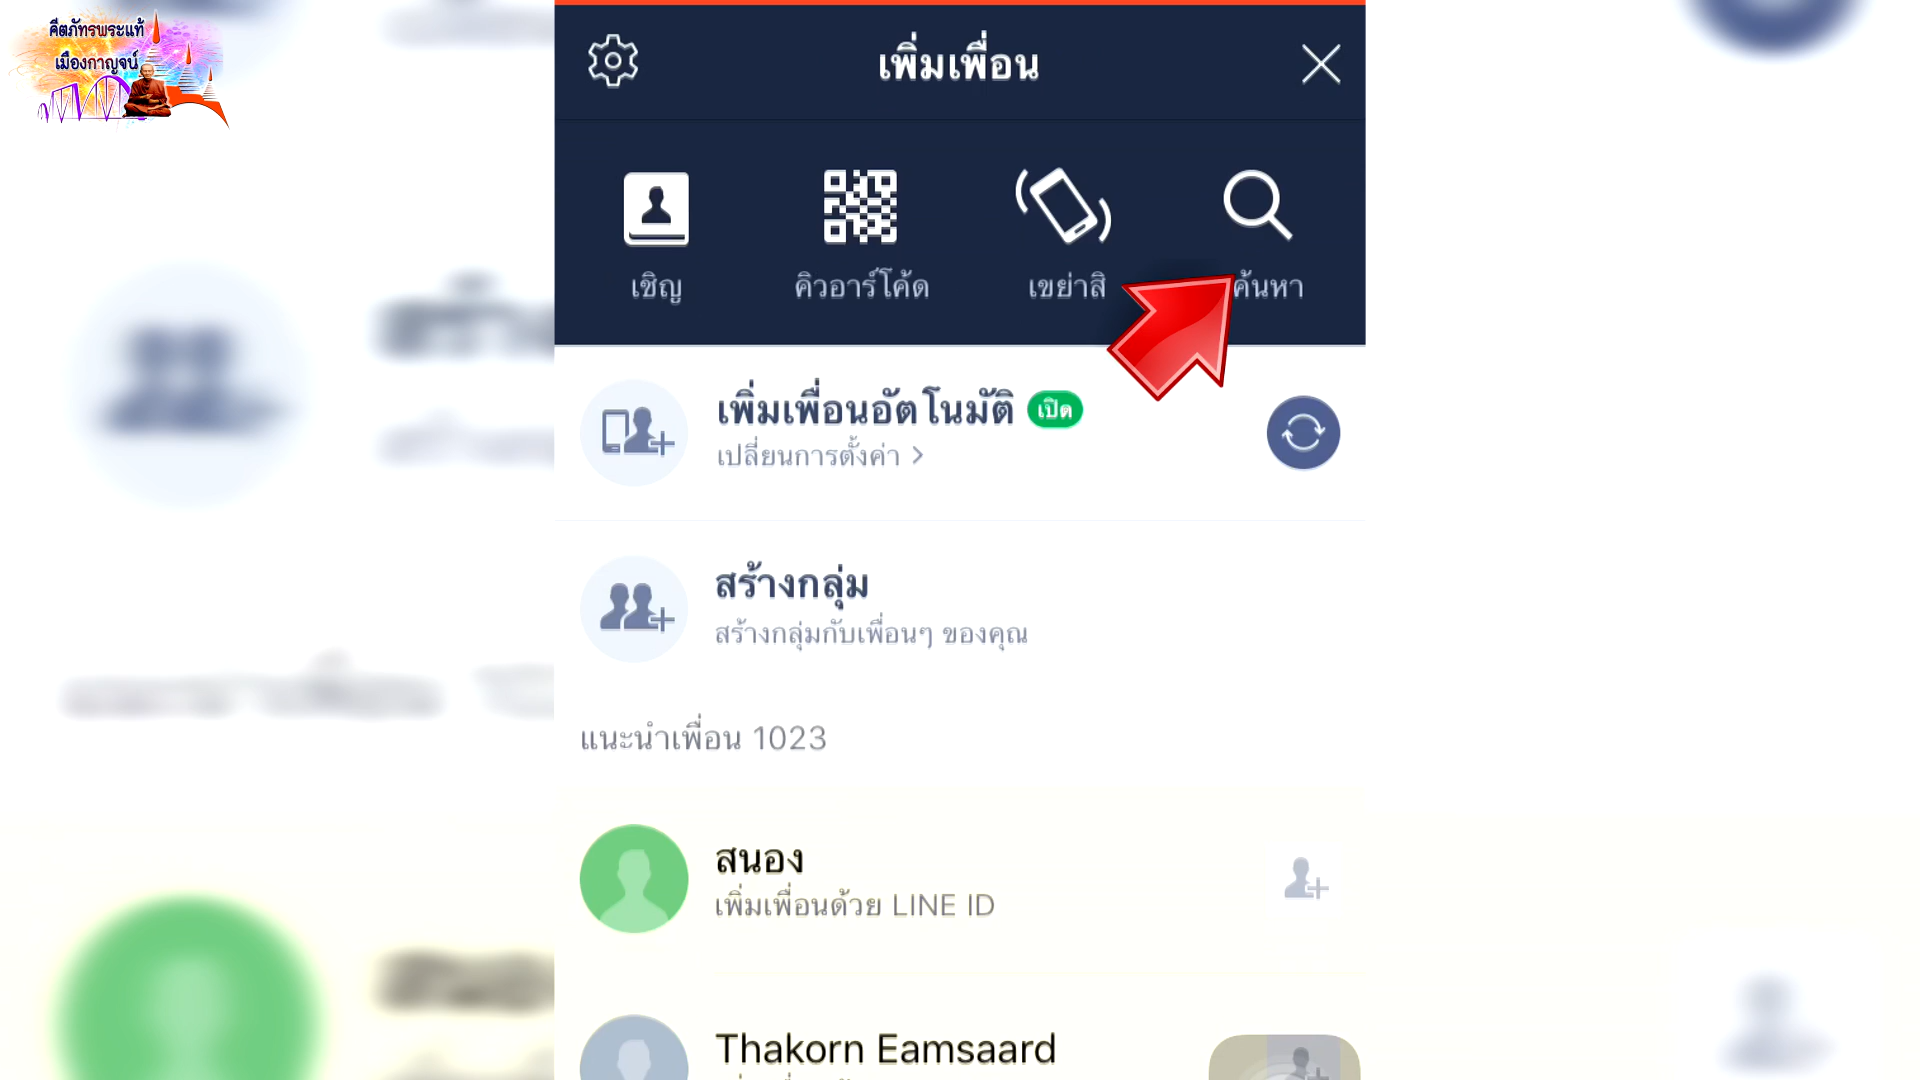 คีตภัทรพระแท้
เมืองกาญจน์
เพิ่มเพื่อน
เชิญ
คิวอาร์โค้ด
เขย่าสิ
ค้นหา
เพิ่มเพื่อนอัตโนมัติ เปิด
เปลี่ยนการตั้งค่า >
สร้างกลุ่ม
สร้างกลุ่มกับเพื่อนๆ ของคุณ
แนะนำเพื่อน 1023
สนอง
เพิ่มเพื่อนด้วย LINE ID
Thakorn Eamsaard